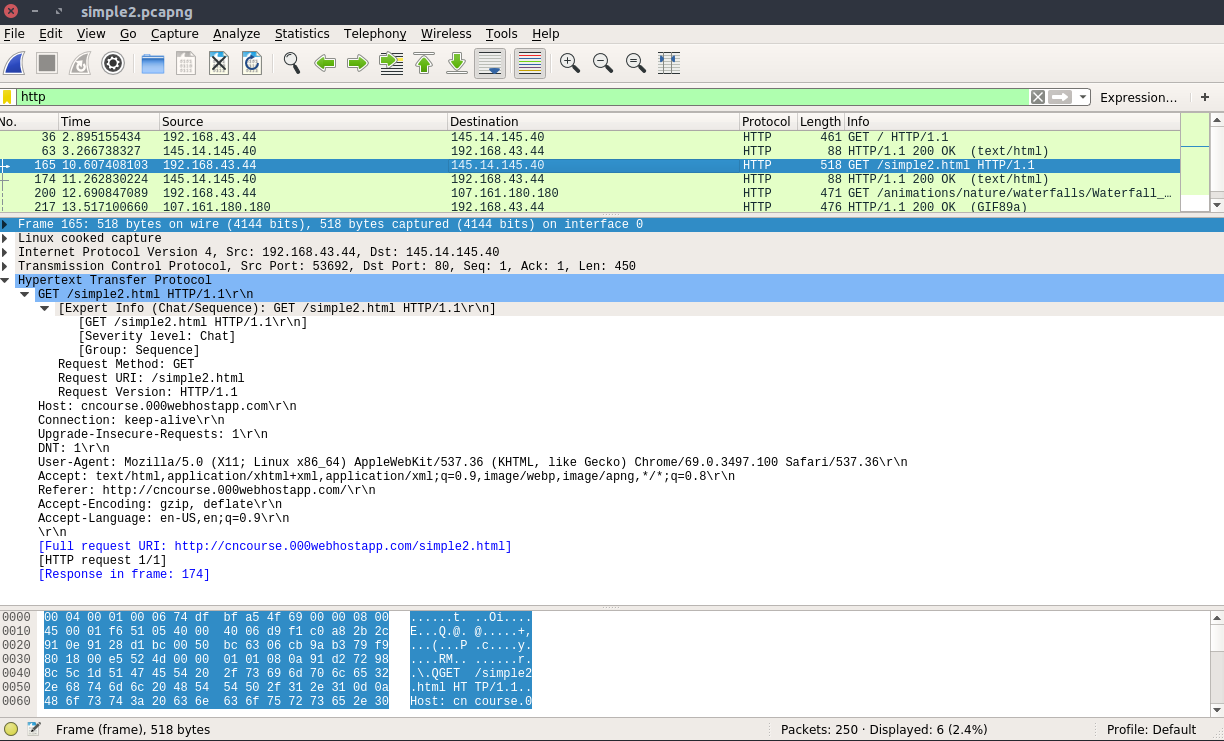 simple2.pcapng
File Edit View Go Capture Analyze Statistics Telephony Wireless Tools Help
http Expression… +
No. Time Source Destination Protocol Length Info
36 2.895155434 192.168.43.44 145.14.145.40 HTTP 461 GET / HTTP/1.1
63 3.266738327 145.14.145.40 192.168.43.44 HTTP 88 HTTP/1.1 200 OK (text/html)
165 10.607408103 192.168.43.44 145.14.145.40 HTTP 518 GET /simple2.html HTTP/1.1
174 11.262830224 145.14.145.40 192.168.43.44 HTTP 88 HTTP/1.1 200 OK (text/html)
200 12.690847089 192.168.43.44 107.161.180.180 HTTP 471 GET /animations/nature/waterfalls/Waterfall_…
217 13.517100660 107.161.180.180 192.168.43.44 HTTP 476 HTTP/1.1 200 OK (GIF89a)
Frame 165: 518 bytes on wire (4144 bits), 518 bytes captured (4144 bits) on interface 0
Linux cooked capture
Internet Protocol Version 4, Src: 192.168.43.44, Dst: 145.14.145.40
Transmission Control Protocol, Src Port: 53692, Dst Port: 80, Seq: 1, Ack: 1, Len: 450
Hypertext Transfer Protocol
GET /simple2.html HTTP/1.1\r\n
[Expert Info (Chat/Sequence): GET /simple2.html HTTP/1.1\r\n]
[GET /simple2.html HTTP/1.1\r\n]
[Severity level: Chat]
[Group: Sequence]
Request Method: GET
Request URI: /simple2.html
Request Version: HTTP/1.1
Host: cncourse.000webhostapp.com\r\n
Connection: keep-alive\r\n
Upgrade-Insecure-Requests: 1\r\n
DNT: 1\r\n
User-Agent: Mozilla/5.0 (X11; Linux x86_64) AppleWebKit/537.36 (KHTML, like Gecko) Chrome/69.0.3497.100 Safari/537.36\r\n
Accept: text/html,application/xhtml+xml,application/xml;q=0.9,image/webp,image/apng,*/*;q=0.8\r\n
Referer: http://cncourse.000webhostapp.com/\r\n
Accept-Encoding: gzip, deflate\r\n
Accept-Language: en-US,en;q=0.9\r\n
\r\n
[Full request URI: http://cncourse.000webhostapp.com/simple2.html]
[HTTP request 1/1]
[Response in frame: 174]
0000 00 04 00 01 00 06 74 df bf a5 4f 69 00 00 08 00 ......t. ..Oi....
0010 45 00 01 f6 51 05 40 00 40 06 d9 f1 c0 a8 2b 2c E...Q.@. @.....+,
0020 91 0e 91 28 d1 bc 00 50 bc 63 06 cb 9a b3 79 f9 ...(...P .c....y.
0030 80 18 00 e5 52 4d 00 00 01 01 08 0a 91 d2 72 98 ....RM.. ......r.
0040 8c 5c 1d 51 47 45 54 20 2f 73 69 6d 70 6c 65 32 .\.QGET /simple2
0050 2e 68 74 6d 6c 20 48 54 54 50 2f 31 2e 31 0d 0a .html HT TP/1.1..
0060 48 6f 73 74 3a 20 63 6e 63 6f 75 72 73 65 2e 30 Host: cn course.0
Frame (frame), 518 bytes Packets: 250 · Displayed: 6 (2.4%) Profile: Default